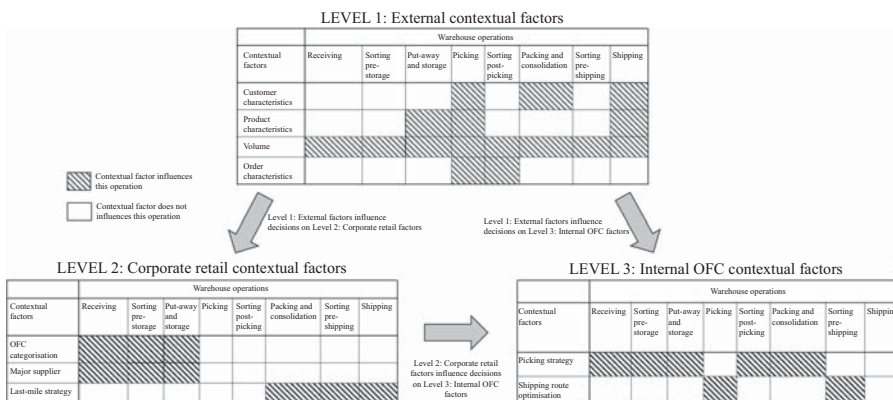 LEVEL 1: External contextual factors
Warehouse operations
Contextual factors
Receiving
Sorting pre-storage
Put-away and storage
Picking
Sorting post-picking
Packing and consolidation
Sorting pre-shipping
Shipping
Customer characteristics
Product characteristics
Volume
Order characteristics
Contextual factor influences
this operation
Contextual factor does not
influences this operation
Level 1: External factors influence
decisions on Level 2: Corporate retail factors
Level 1: External factors influence
decisions on Level 3: Internal OFC factors
LEVEL 2: Corporate retail contextual factors
Warehouse operations
Contextual factors
Receiving
Sorting pre-storage
Put-away and storage
Picking
Sorting post-picking
Packing and consolidation
Sorting pre-shipping
Shipping
OFC categorisation
Major supplier
Last-mile strategy
Level 2: Corporate retail
factors influence decisions
on Level 3: Internal OFC
factors
LEVEL 3: Internal OFC contextual factors
Warehouse operations
Contextual factors
Receiving
Sorting pre-storage
Put-away and storage
Picking
Sorting post-picking
Packing and consolidation
Sorting pre-shipping
Shipping
Picking strategy
Shipping route optimisation